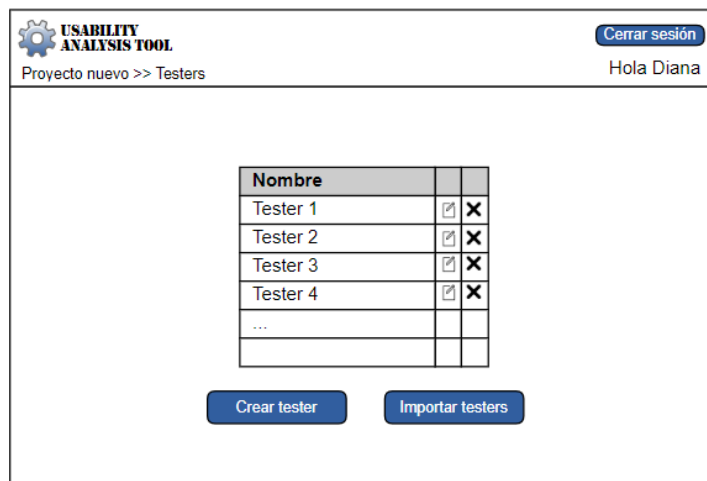 USABILITY
ANALYSIS TOOL
Cerrar sesión
Proyecto nuevo >> Testers
Hola Diana
Nombre
Tester 1
Tester 2
Tester 3
Tester 4
...
Crear tester
Importar testers